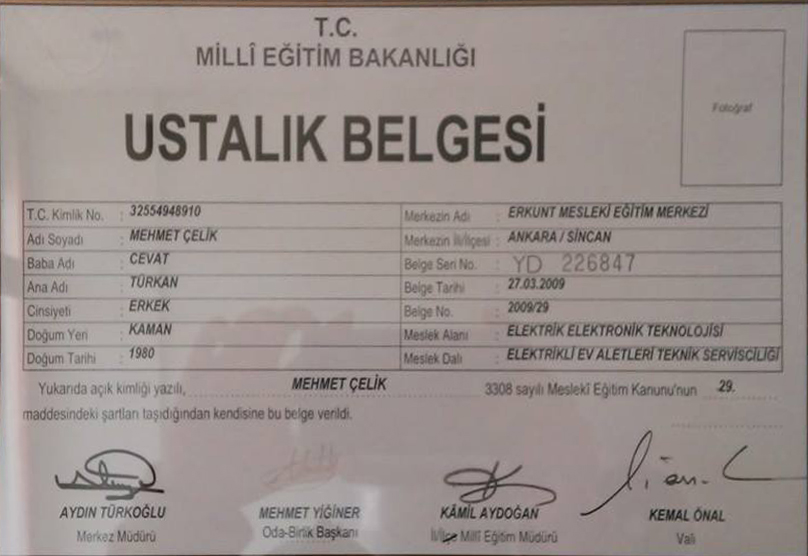 T.C.
MİLLÎ EĞİTİM BAKANLIĞI
Fotoğraf
USTALIK BELGESİ
T.C. Kimlik No. : 32554948910
Adı Soyadı : MEHMET ÇELİK
Baba Adı : CEVAT
Ana Adı : TÜRKAN
Cinsiyeti : ERKEK
Doğum Yeri : KAMAN
Doğum Tarihi : 1980
Merkezin Adı : ERKUNT MESLEKİ EĞİTİM MERKEZİ
Merkezin İli/İlçesi : ANKARA / SİNCAN
Belge Seri No. : YD 226847
Belge Tarihi : 27.03.2009
Belge No. : 2009/29
Meslek Alanı : ELEKTRİK ELEKTRONİK TEKNOLOJİSİ
Meslek Dalı : ELEKTRİKLİ EV ALETLERİ TEKNİK SERVİSCİLİĞİ
Yukarıda açık kimliği yazılı, MEHMET ÇELİK 3308 sayılı Meslekî Eğitim Kanunu'nun 29.
maddesindeki şartları taşıdığından kendisine bu belge verildi.
AYDIN TÜRKOĞLU
Merkez Müdürü
MEHMET YİĞİNER
Oda-Birlik Başkanı
KÂMİL AYDOĞAN
İl/İlçe Millî Eğitim Müdürü
KEMAL ÖNAL
Vali